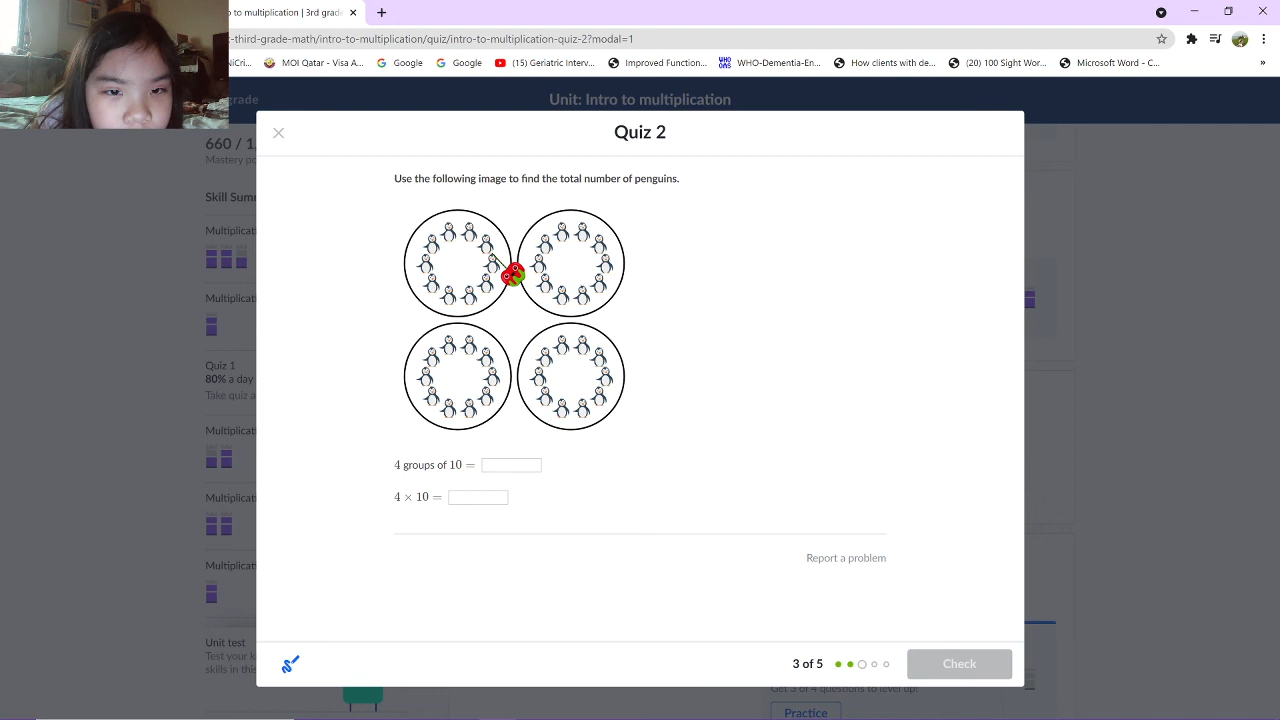 to multiplication | 3rd grade
-third-grade-math/intro-to-multiplication/quiz/intro-to-multiplication-quiz-2?modal=1
NiCri... MOI Qatar - Visa A... Google Google (15) Geriatric Interv... Improved Function... WHO-Dementia-En... How clients with de... (20) 100 Sight Wor... Microsoft Word - C...
grade
Unit: Intro to multiplication
Quiz 2
660 / 1,
Mastery po
Skill Summ
Multiplicati
Multiplicati
Quiz 1
80% a day
Take quiz a
Multiplicati
Multiplicati
Multiplicati
Unit test
Test your k
skills in this
Use the following image to find the total number of penguins.
4 groups of 10 =
4 × 10 =
Report a problem
3 of 5
Check
Get 3 of 4 questions to level up!
Practice